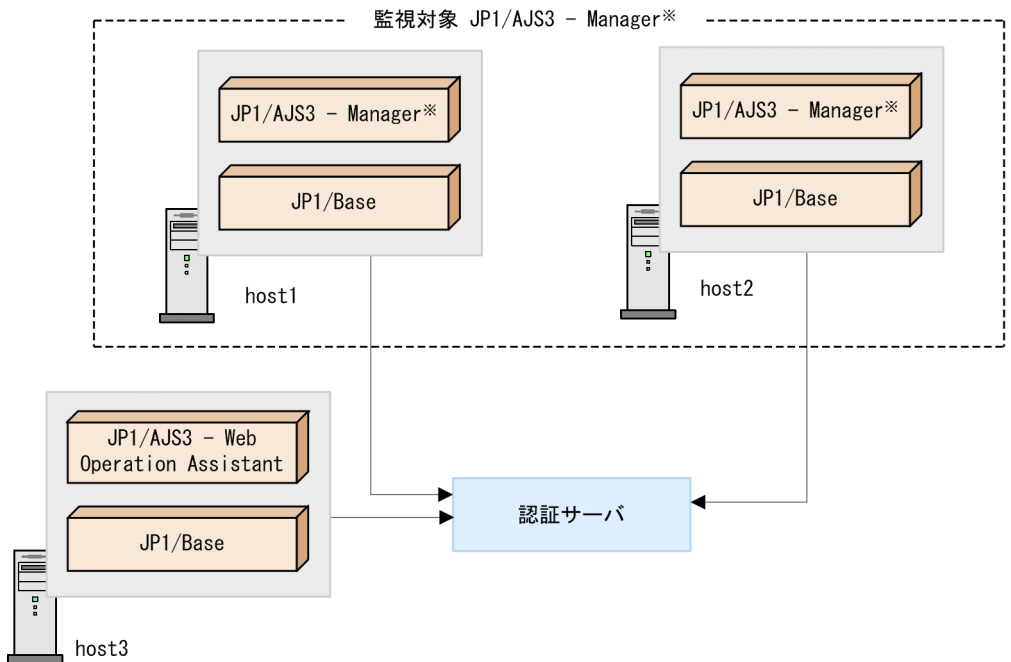 監視対象 JP1/AJS3 - Manager※
JP1/AJS3 - Manager※
JP1/Base
host1
JP1/AJS3 - Manager※
JP1/Base
host2
JP1/AJS3 - Web
Operation Assistant
JP1/Base
host3
認証サーバ